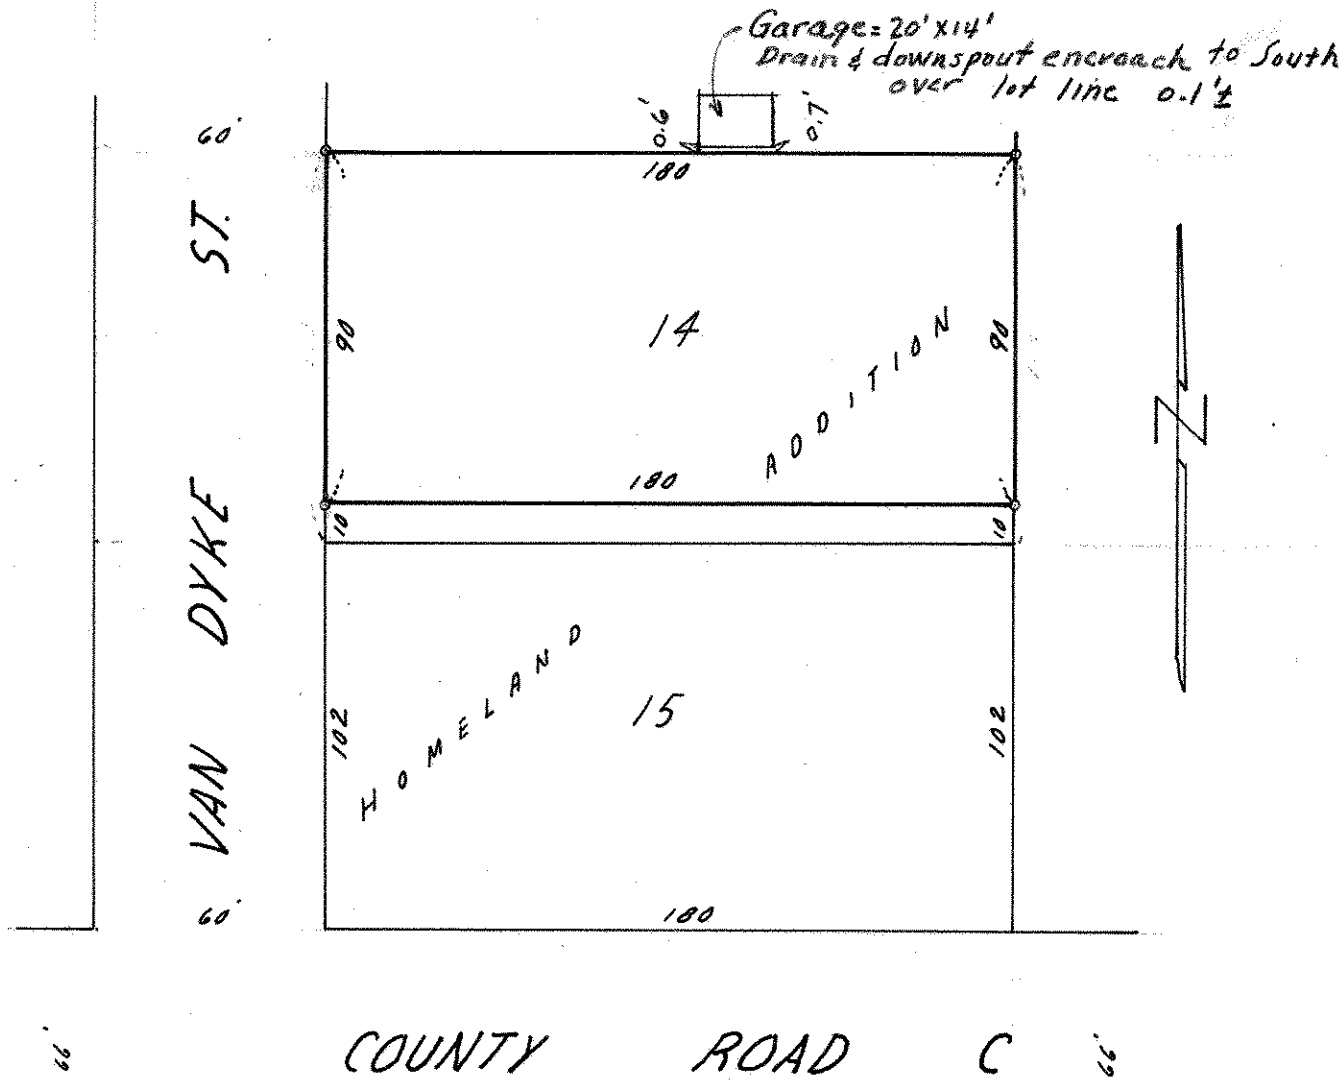 Garage=20'x14'
Drain & downspout encroach to South
over lot line 0.1'±
60'
0.6'
0.7'
180
VAN DYKE ST.
90
14
90
HOMELAND ADDITION
180
10
10
N
15
102
102
60'
180
66'
COUNTY ROAD C
66'